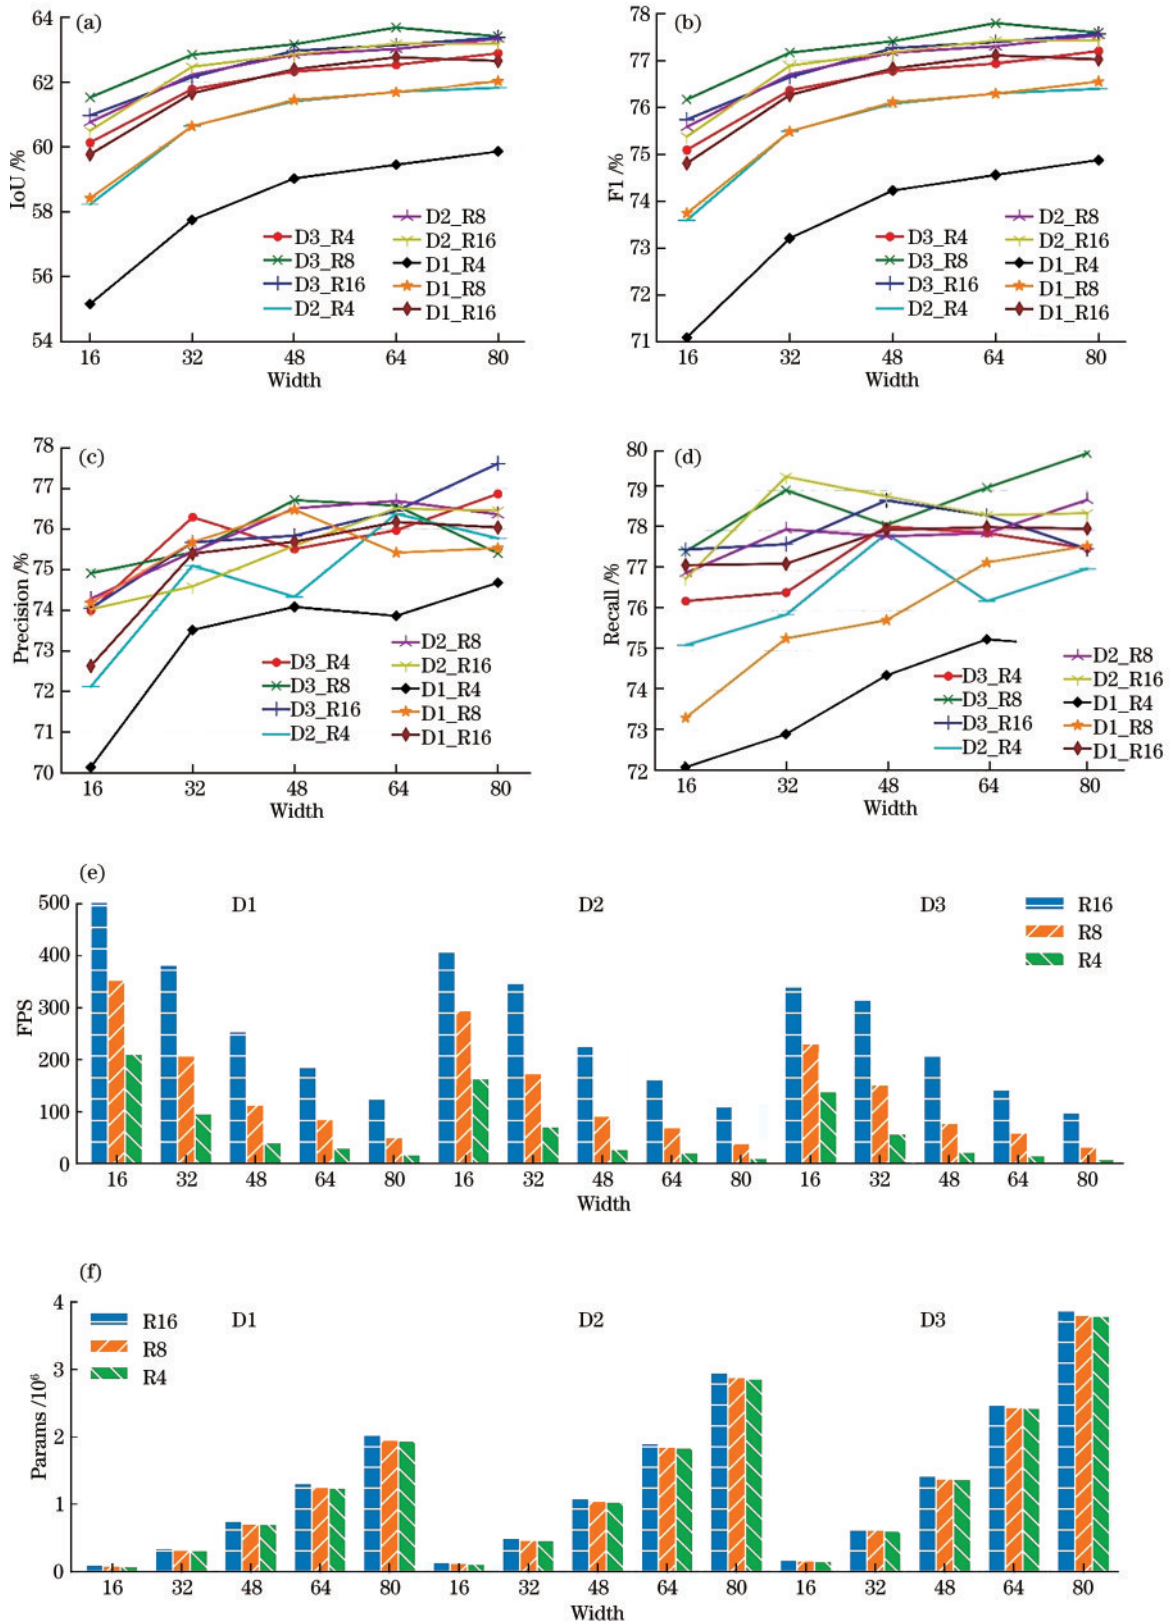 (a)
64
62
60
58
56
54
IoU /%
D3_R4
D3_R8
D3_R16
D2_R4
D2_R8
D2_R16
D1_R4
D1_R8
D1_R16
16 32 48 64 80
Width
(b)
78
77
76
75
74
73
72
71
F1 /%
D3_R4
D3_R8
D3_R16
D2_R4
D2_R8
D2_R16
D1_R4
D1_R8
D1_R16
16 32 48 64 80
Width
(c)
78
77
76
75
74
73
72
71
70
Precision /%
D3_R4
D3_R8
D3_R16
D2_R4
D2_R8
D2_R16
D1_R4
D1_R8
D1_R16
16 32 48 64 80
Width
(d)
80
79
78
77
76
75
74
73
72
Recall /%
D3_R4
D3_R8
D3_R16
D2_R4
D2_R8
D2_R16
D1_R4
D1_R8
D1_R16
16 32 48 64 80
Width
(e)
500
400
300
200
100
0
FPS
D1 D2 D3
R16
R8
R4
16 32 48 64 80 16 32 48 64 80 16 32 48 64 80
Width
(f)
4
3
2
1
0
Params /10⁶
R16
R8
R4
D1 D2 D3
16 32 48 64 80 16 32 48 64 80 16 32 48 64 80
Width